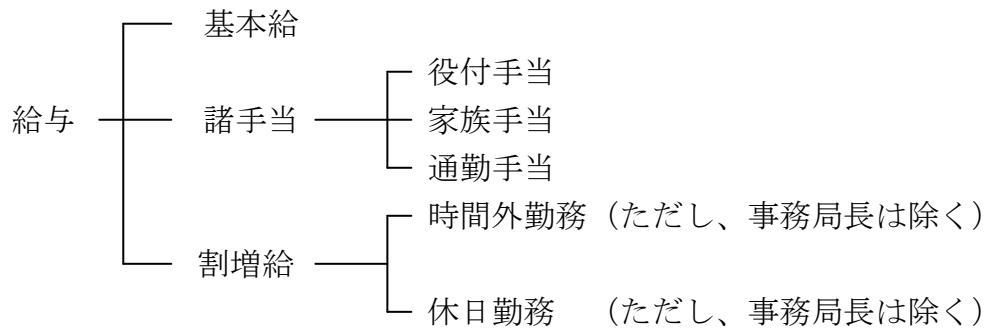 基本給
役付手当
給与 諸手当 家族手当
通勤手当
時間外勤務（ただし、事務局長は除く）
割増給
休日勤務　（ただし、事務局長は除く）